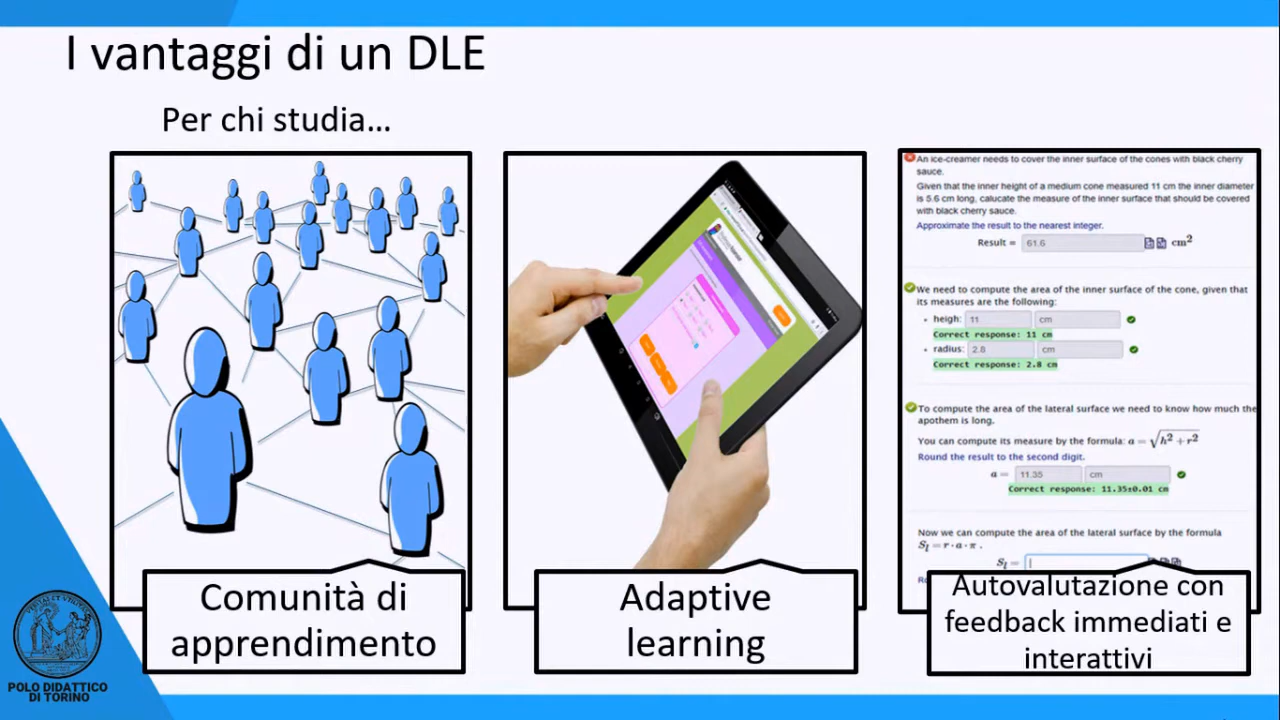 I vantaggi di un DLE
Per chi studia...
Comunità di
apprendimento
Adaptive
learning
An ice-creamer needs to cover the inner surface of the cones with black cherry
sauce.
Given that the inner height of a medium cone measured 11 cm the inner diameter
is 5.6 cm long, calucate the measure of the inner surface that should be covered
with black cherry sauce.
Approximate the result to the nearest integer.
Result = 61.6 cm²
We need to compute the area of the inner surface of the cone, given that
its measures are the following:
• heigh: 11 cm
Correct response: 11 cm
• radius: 2.8 cm
Correct response: 2.8 cm
To compute the area of the lateral surface we need to know how much the
apothem is long.
You can compute its measure by the formula: a = √h² + r²
Round the result to the second digit.
a = 11.35 cm
Correct response: 11.35±0.01 cm
Now we can compute the area of the lateral surface by the formula
Sₗ = r · a · π .
Sₗ =
Autovalutazione con
feedback immediati e
interattivi
POLO DIDATTICO
DI TORINO